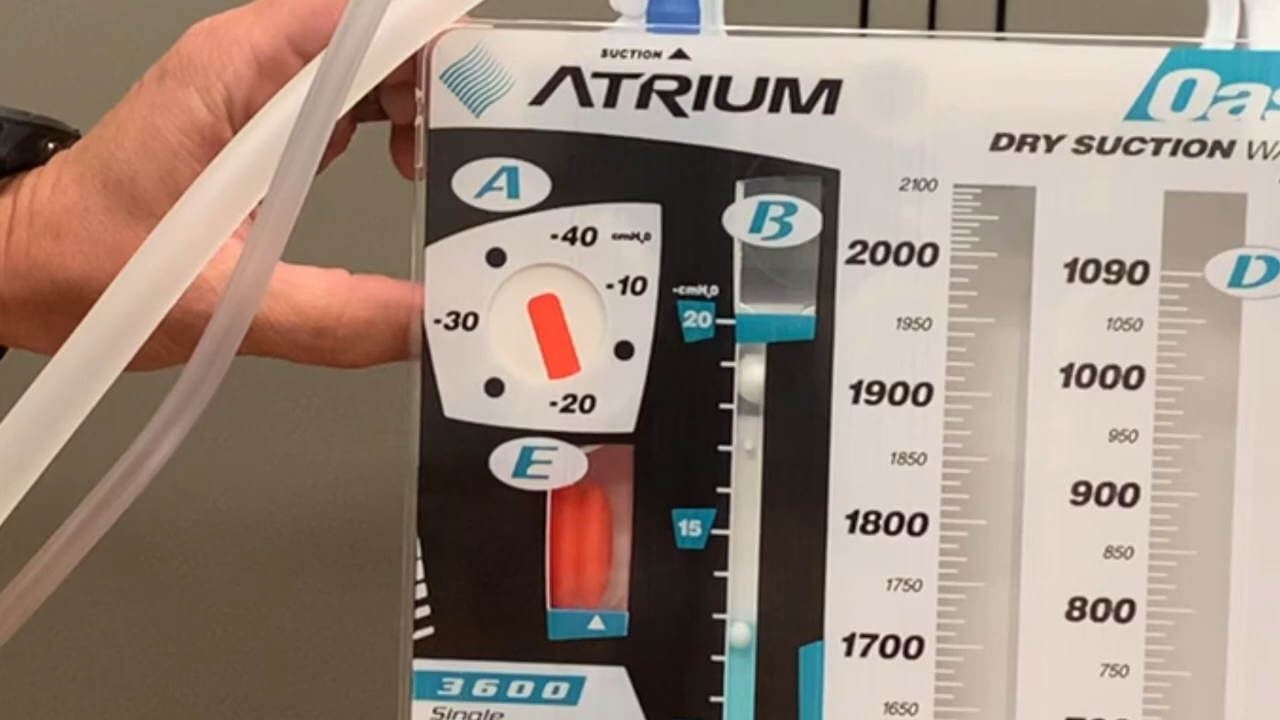 SUCTION
ATRIUM
Oas
DRY SUCTION W
A
-40 cmH₂O
-10
-30
-20
B
-cmH₂O
20
15
E
3600
Single
2100
2000
1950
1900
1850
1800
1750
1700
1650
D
1090
1050
1000
950
900
850
800
750